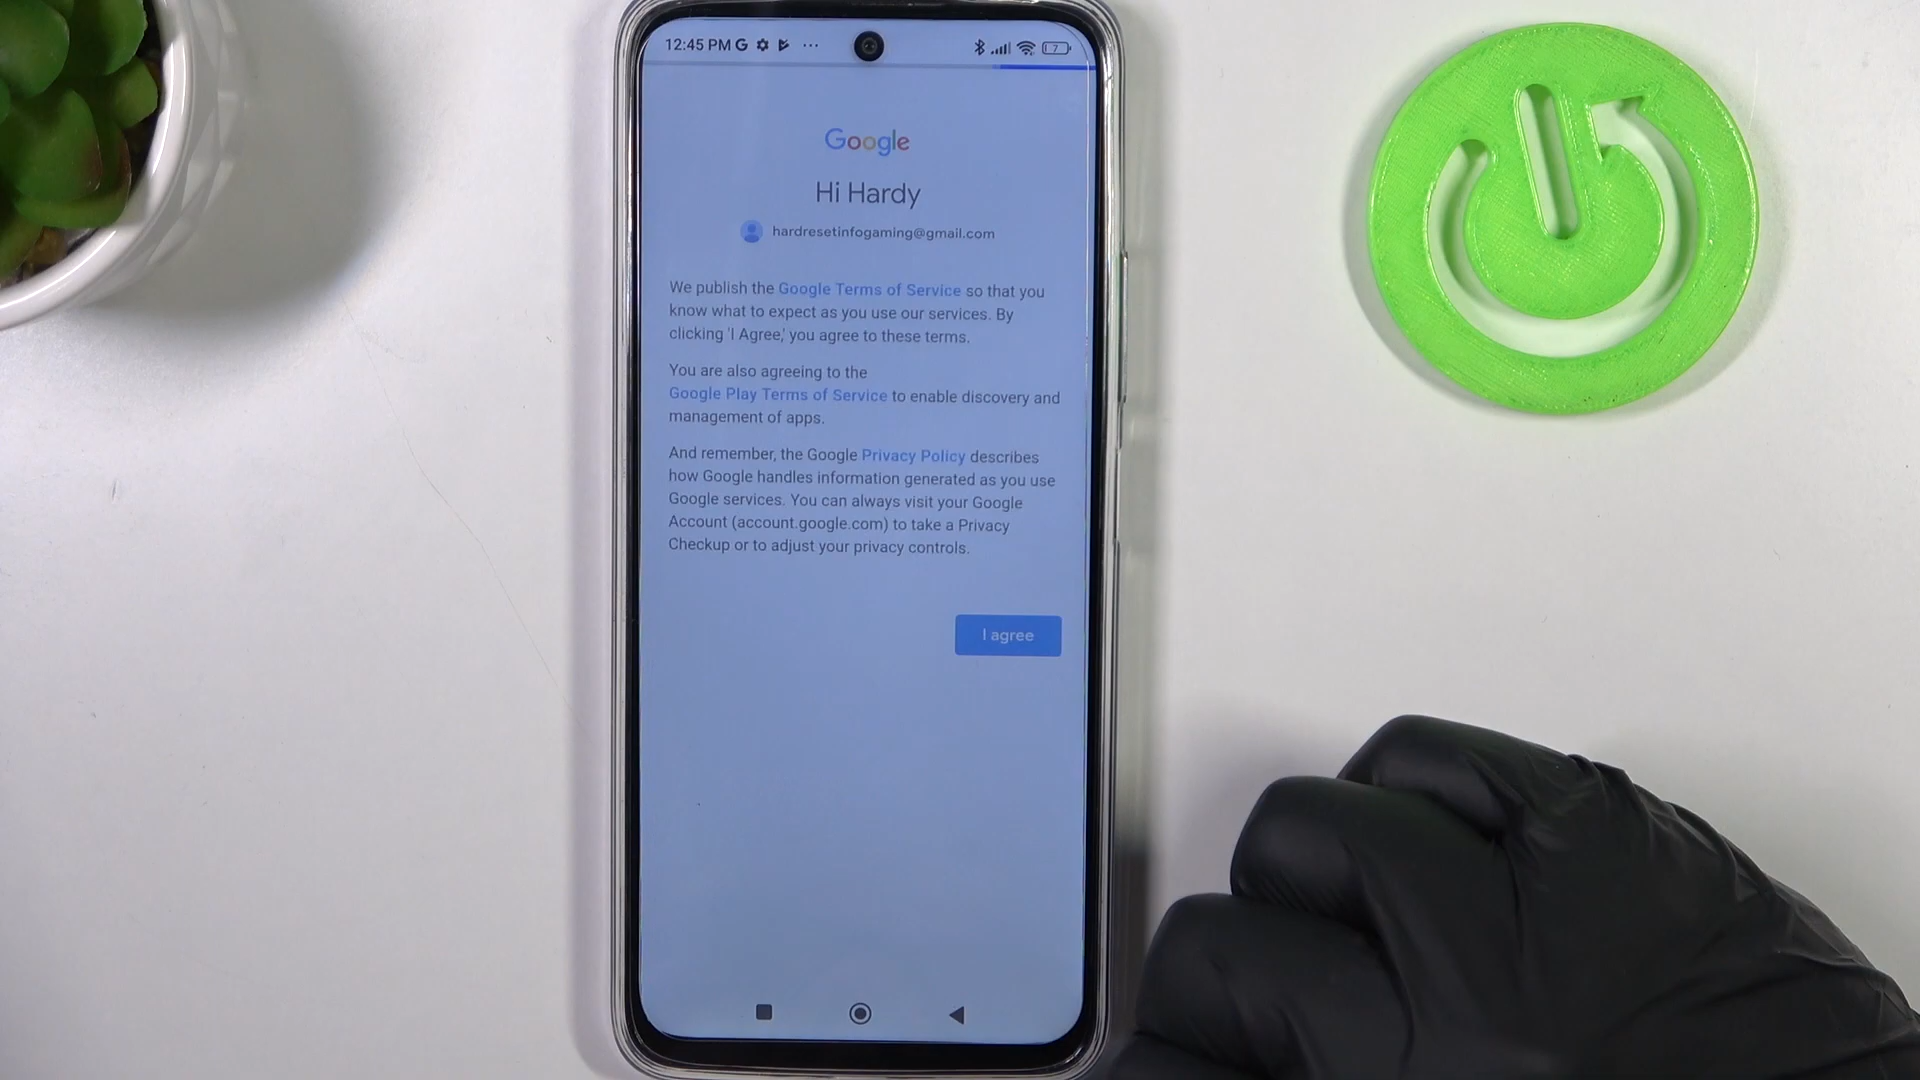 12:45 PM G 7
Google
Hi Hardy
hardresetinfogaming@gmail.com
We publish the Google Terms of Service so that you
know what to expect as you use our services. By
clicking 'I Agree,' you agree to these terms.
You are also agreeing to the
Google Play Terms of Service to enable discovery and
management of apps.
And remember, the Google Privacy Policy describes
how Google handles information generated as you use
Google services. You can always visit your Google
Account (account.google.com) to take a Privacy
Checkup or to adjust your privacy controls.
I agree